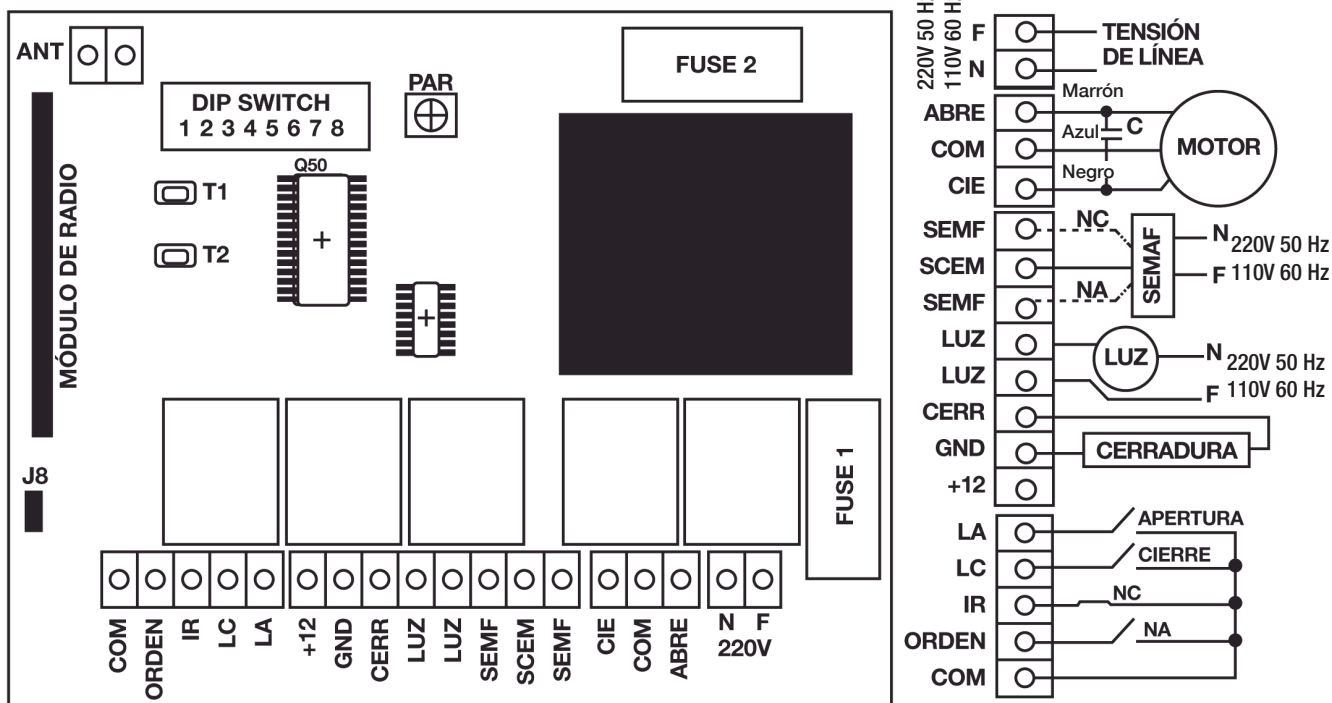 ANT
DIP SWITCH
1 2 3 4 5 6 7 8
PAR
FUSE 2
Q50
T1
T2
MÓDULO DE RADIO
J8
FUSE 1
COM
ORDEN
IR
LC
LA
+12
GND
CERR
LUZ
LUZ
SEMF
SCEM
SEMF
CIE
COM
ABRE
N F
220V
220V 50 Hz
110V 60 Hz
F
N
TENSIÓN
DE LÍNEA
ABRE
COM
CIE
Marrón
Azul
C
Negro
MOTOR
SEMF
SCEM
SEMF
NC
NA
SEMAF
N 220V 50 Hz
F 110V 60 Hz
LUZ
LUZ
LUZ
N 220V 50 Hz
F 110V 60 Hz
CERR
GND
+12
CERRADURA
LA
APERTURA
LC
CIERRE
IR
NC
ORDEN
NA
COM